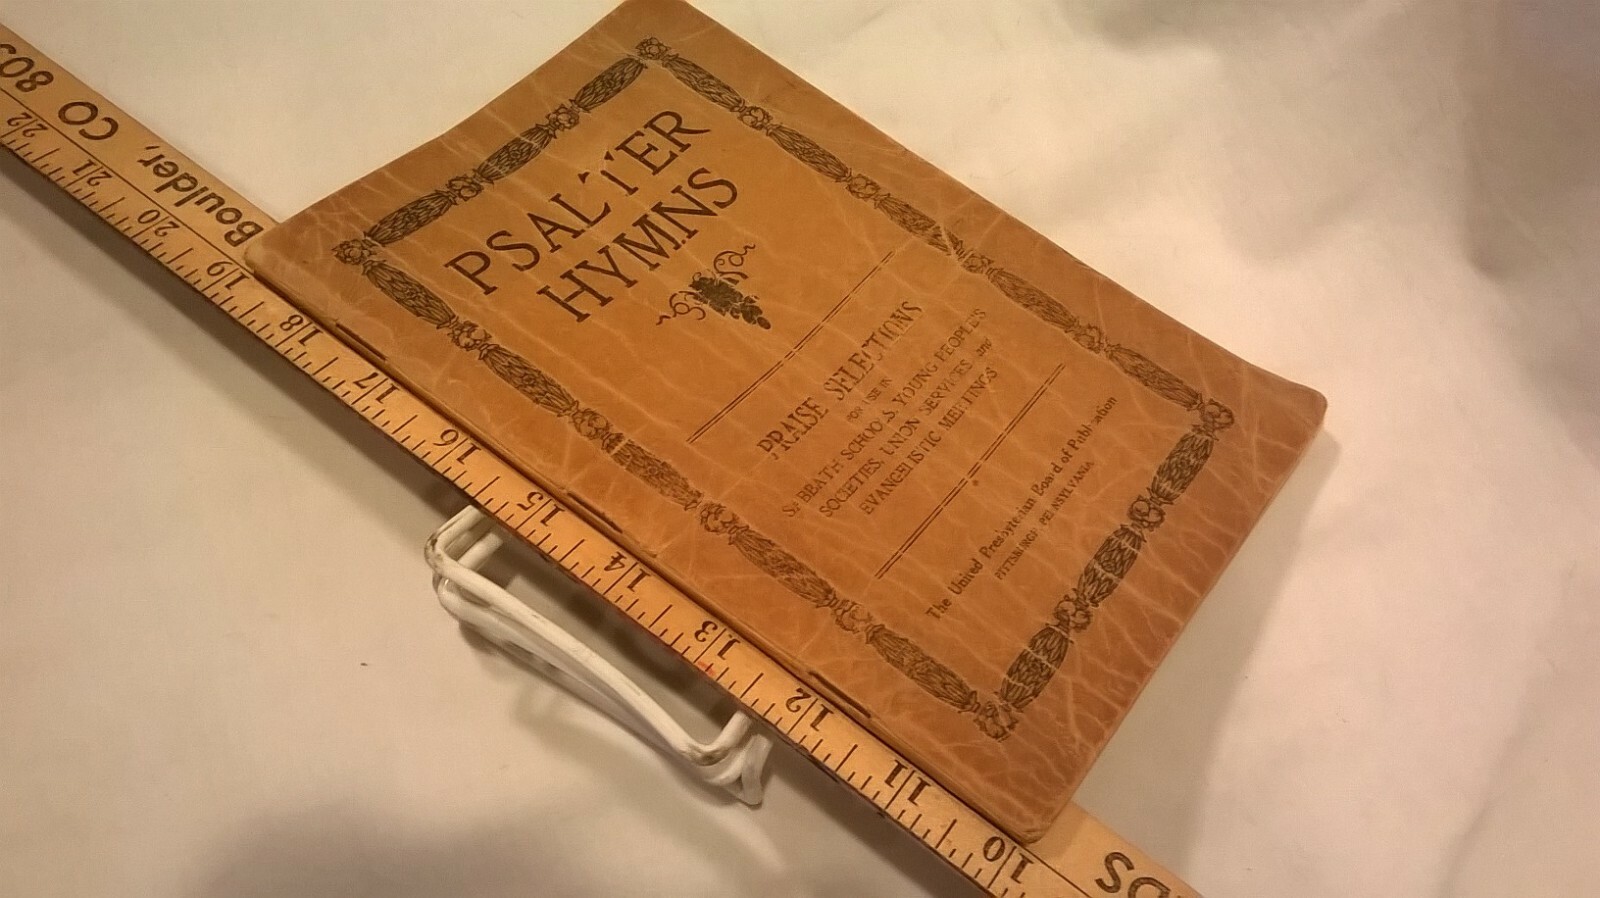 PSALTER
HYMNS
PRAISE SELECTIONS
FOR USE IN
SABBATH SCHOOLS, YOUNG PEOPLE'S
SOCIETIES, UNION SERVICES, and
EVANGELISTIC MEETINGS
The United Presbyterian Board of Publication
PITTSBURGH, PENNSYLVANIA
Boulder, CO 803
22 21 20 19 18 17 16 15 14 13 12 11 10